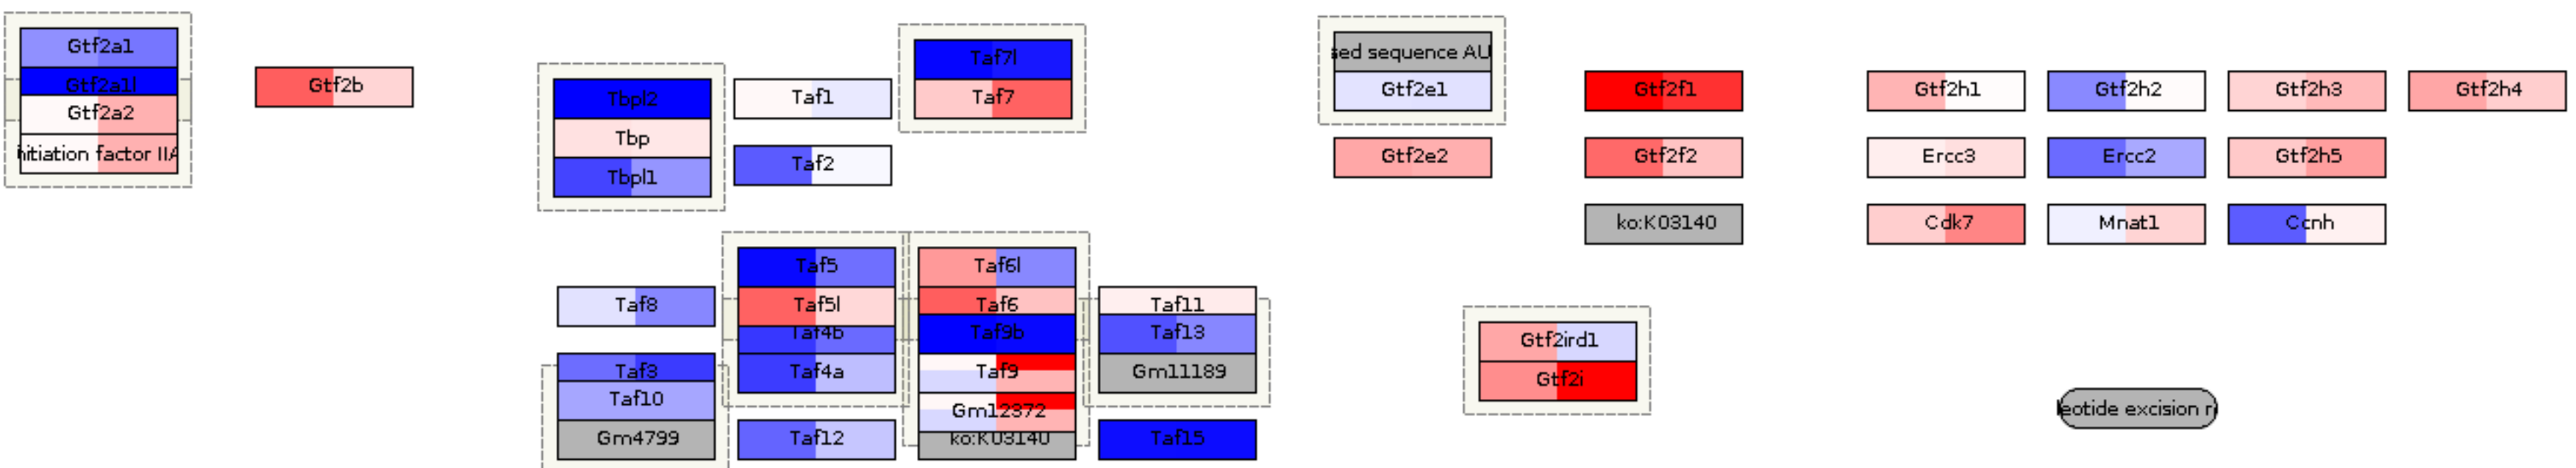 Gtf2a1
Gtf2a1l
Gtf2a2
nitiation factor IIA
Gtf2b
Tbpl2
Tbp
Tbpl1
Taf1
Taf2
Taf7l
Taf7
sed sequence AU
Gtf2e1
Gtf2e2
Gtf2f1
Gtf2f2
ko:K03140
Gtf2h1
Gtf2h2
Gtf2h3
Gtf2h4
Ercc3
Ercc2
Gtf2h5
Cdk7
Mnat1
Ccnh
Taf8
Taf3
Taf10
Gm4799
Taf5
Taf5l
Taf4b
Taf4a
Taf12
Taf6l
Taf6
Taf9b
Taf9
Gm12372
ko:K03140
Taf11
Taf13
Gm11189
Taf15
Gtf2ird1
Gtf2i
eotide excision r